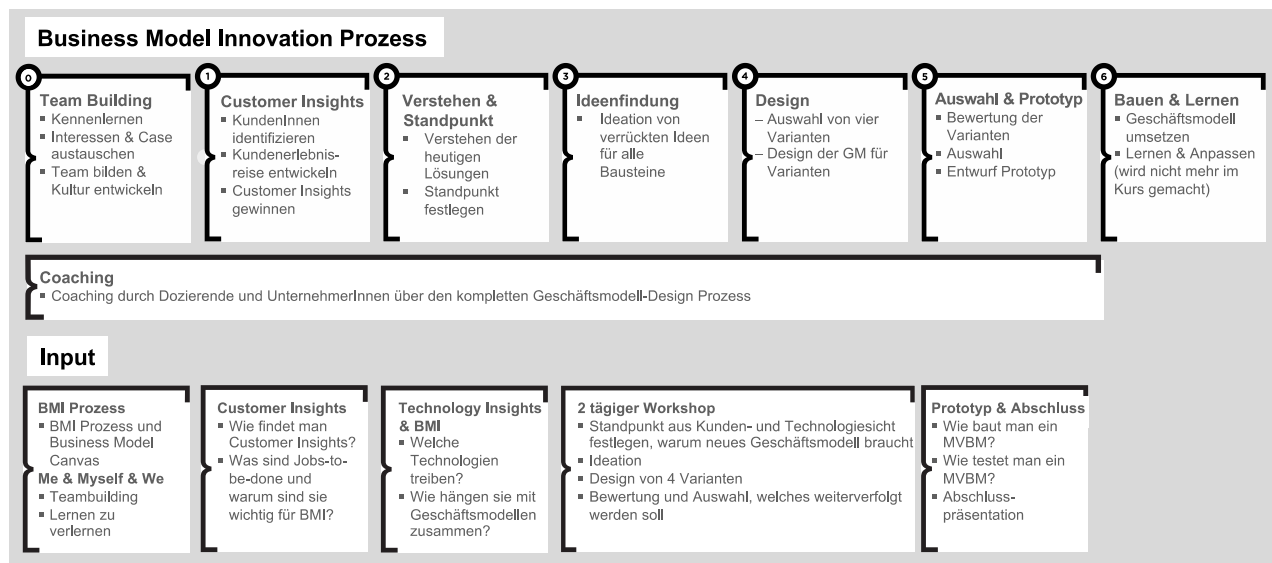 Business Model Innovation Prozess
0
Team Building
▪ Kennenlernen
▪ Interessen & Case
austauschen
▪ Team bilden &
Kultur entwickeln
1
Customer Insights
▪ KundenInnen
identifizieren
▪ Kundenerlebnis-
reise entwickeln
▪ Customer Insights
gewinnen
2
Verstehen &
Standpunkt
▪ Verstehen der
heutigen
Lösungen
▪ Standpunkt
festlegen
3
Ideenfindung
▪ Ideation von
verrückten Ideen
für alle
Bausteine
4
Design
– Auswahl von vier
Varianten
– Design der GM für
Varianten
5
Auswahl & Prototyp
▪ Bewertung der
Varianten
▪ Auswahl
▪ Entwurf Prototyp
6
Bauen & Lernen
▪ Geschäftsmodell
umsetzen
▪ Lernen & Anpassen
(wird nicht mehr im
Kurs gemacht)
Coaching
▪ Coaching durch Dozierende und UnternehmerInnen über den kompletten Geschäftsmodell-Design Prozess
Input
BMI Prozess
▪ BMI Prozess und
Business Model
Canvas
Me & Myself & We
▪ Teambuilding
▪ Lernen zu
verlernen
Customer Insights
▪ Wie findet man
Customer Insights?
▪ Was sind Jobs-to-
be-done und
warum sind sie
wichtig für BMI?
Technology Insights
& BMI
▪ Welche
Technologien
treiben?
▪ Wie hängen sie mit
Geschäftsmodellen
zusammen?
2 tägiger Workshop
▪ Standpunkt aus Kunden- und Technologiesicht
festlegen, warum neues Geschäftsmodell braucht
▪ Ideation
▪ Design von 4 Varianten
▪ Bewertung und Auswahl, welches weiterverfolgt
werden soll
Prototyp & Abschluss
▪ Wie baut man ein
MVBM?
▪ Wie testet man ein
MVBM?
▪ Abschluss-
präsentation